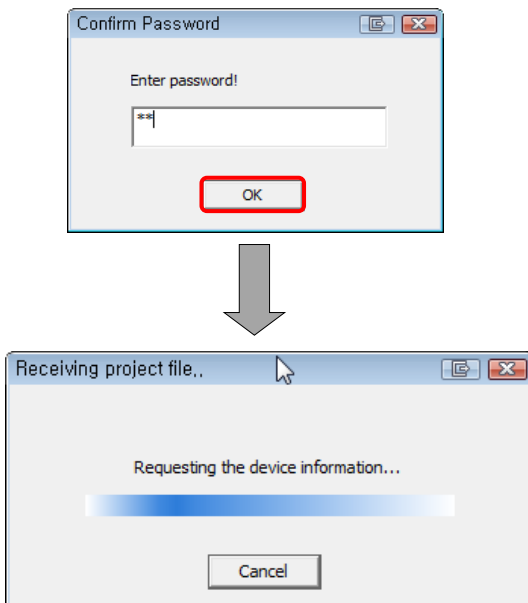 Confirm Password
Enter password!
**
OK
Receiving project file,,
Requesting the device information...
Cancel